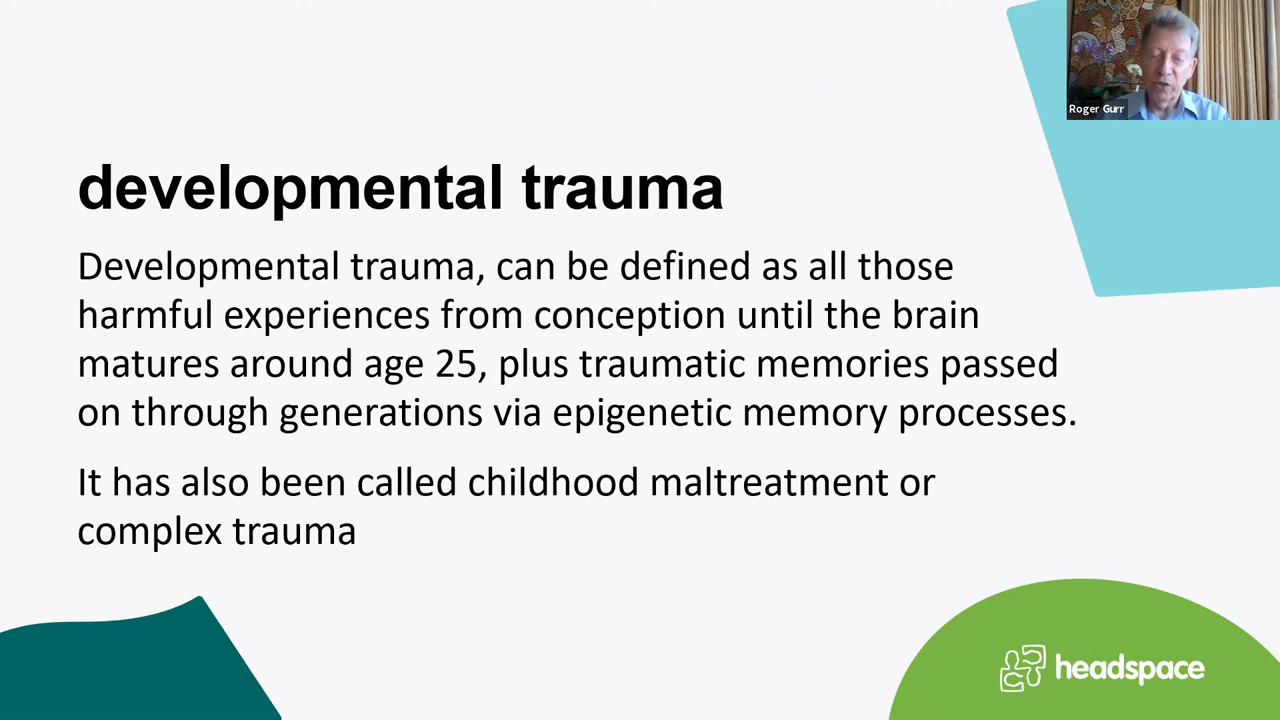 Roger Gurr
developmental trauma
Developmental trauma, can be defined as all those
harmful experiences from conception until the brain
matures around age 25, plus traumatic memories passed
on through generations via epigenetic memory processes.
It has also been called childhood maltreatment or
complex trauma
headspace